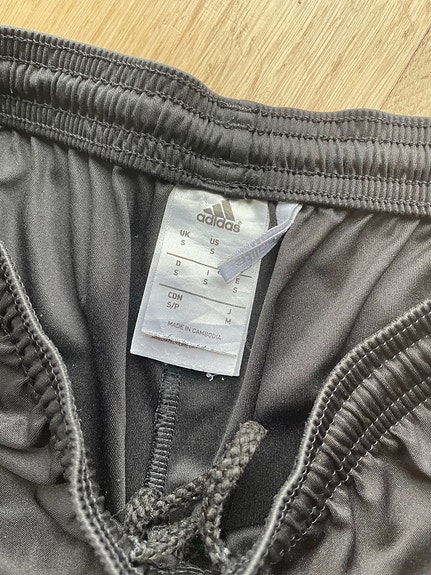 adidas
UK US
S S
D I E
S S S
CDN J
S/P M
MADE IN CAMBODIA